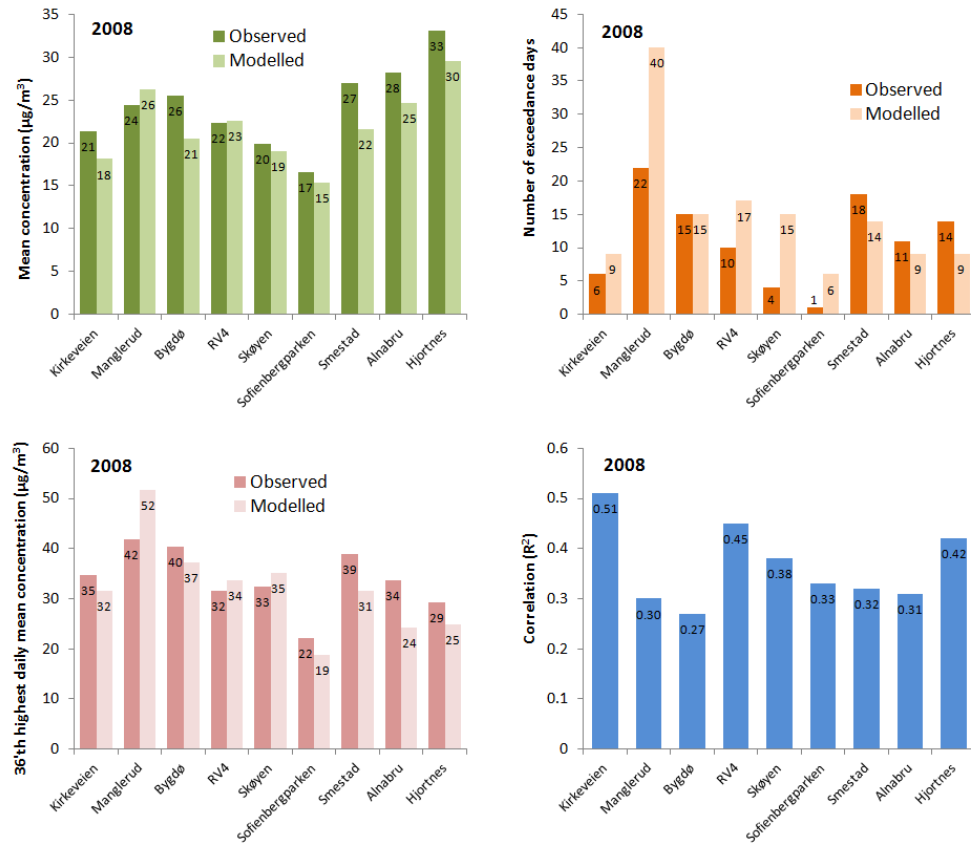 2008
Observed
Modelled
Mean concentration (µg/m³)
35
30
25
20
15
10
5
0
21
18
24
26
26
21
22
23
20
19
17
15
27
22
28
25
33
30
Kirkeveien
Manglerud
Bygdø
RV4
Skøyen
Sofienbergparken
Smestad
Alnabru
Hjortnes
2008
Observed
Modelled
Number of exceedance days
45
40
35
30
25
20
15
10
5
0
6
9
22
40
15
15
10
17
4
15
1
6
18
14
11
9
14
9
Kirkeveien
Manglerud
Bygdø
RV4
Skøyen
Sofienbergparken
Smestad
Alnabru
Hjortnes
2008
Observed
Modelled
36'th highest daily men concentration (µg/m³)
60
50
40
30
20
10
0
35
32
42
52
40
37
32
34
33
35
22
19
39
31
34
24
29
25
Kirkeveien
Manglerud
Bygdø
RV4
Skøyen
Sofienbergparken
Smestad
Alnabru
Hjortnes
2008
Correlation (R²)
0.6
0.5
0.4
0.3
0.2
0.1
0
0.51
0.30
0.27
0.45
0.38
0.33
0.32
0.31
0.42
Kirkeveien
Manglerud
Bygdø
RV4
Skøyen
Sofienbergparken
Smestad
Alnabru
Hjortnes